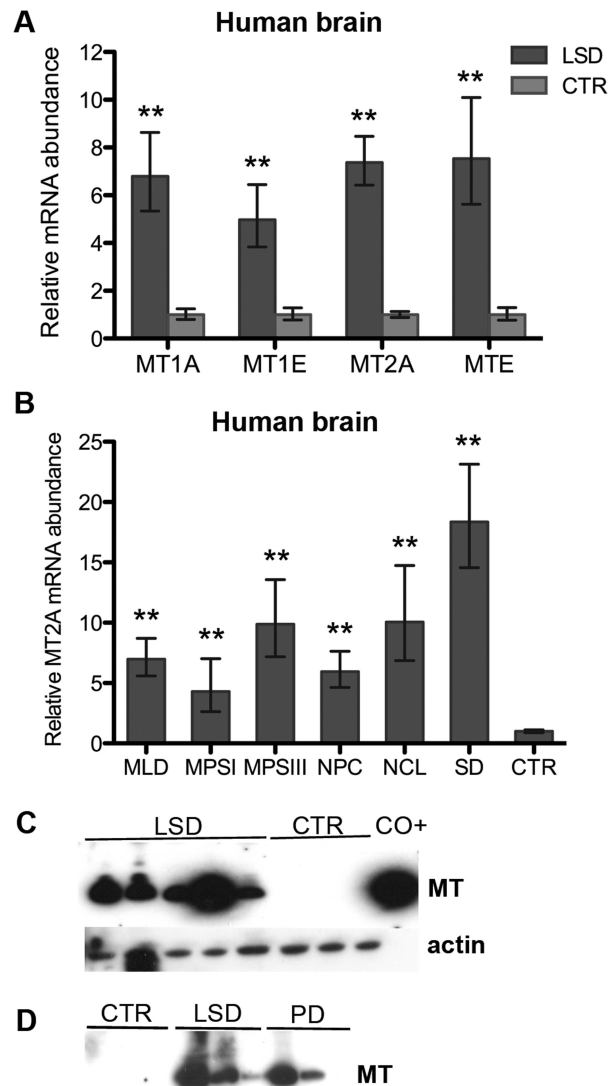 A
Human brain
LSD
CTR
Relative mRNA abundance
12
10
8
6
4
2
0
**
**
**
**
MT1A MT1E MT2A MTE
B
Human brain
Relative MT2A mRNA abundance
25
20
15
10
5
0
**
**
**
**
**
**
MLD MPSI MPSIII NPC NCL SD CTR
C
LSD CTR CO+
MT
actin
D
CTR LSD PD
MT